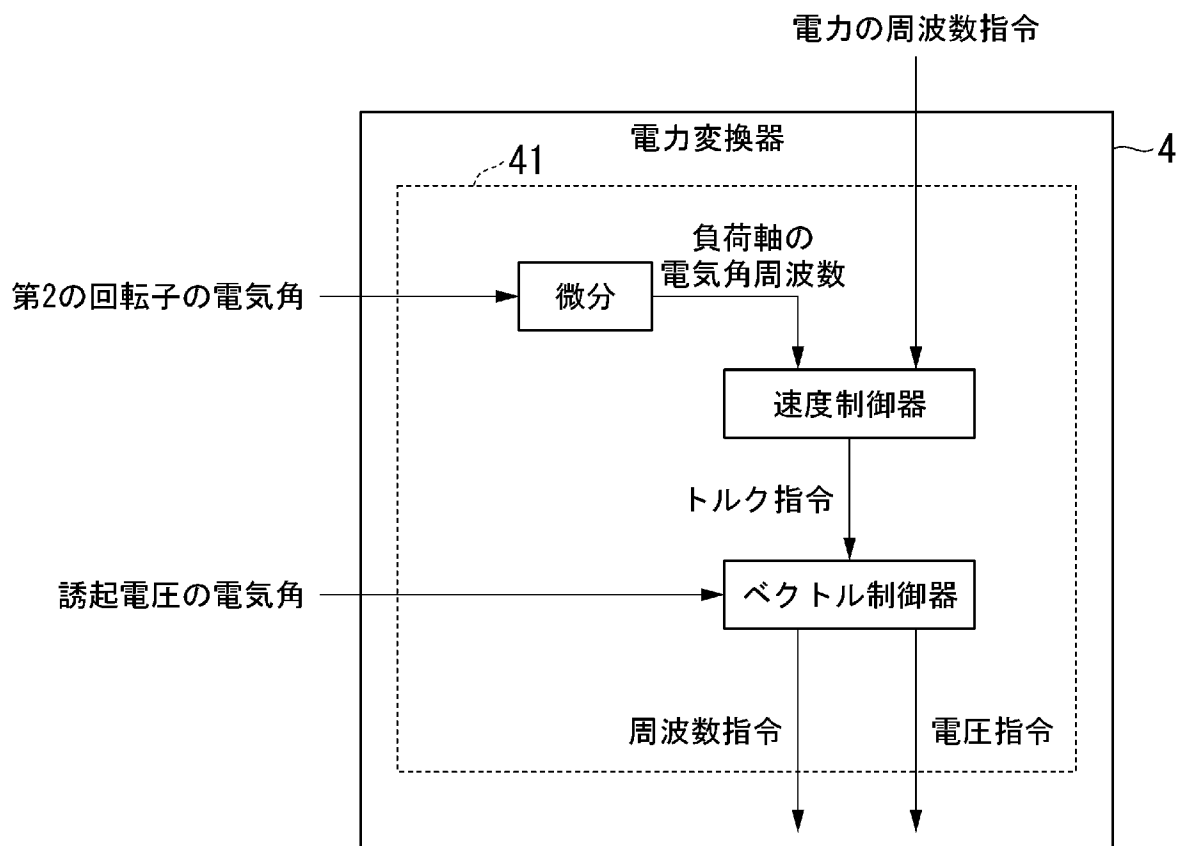 電力の周波数指令
電力変換器
4
41
負荷軸の
電気角周波数
第2の回転子の電気角
微分
速度制御器
トルク指令
誘起電圧の電気角
ベクトル制御器
周波数指令
電圧指令